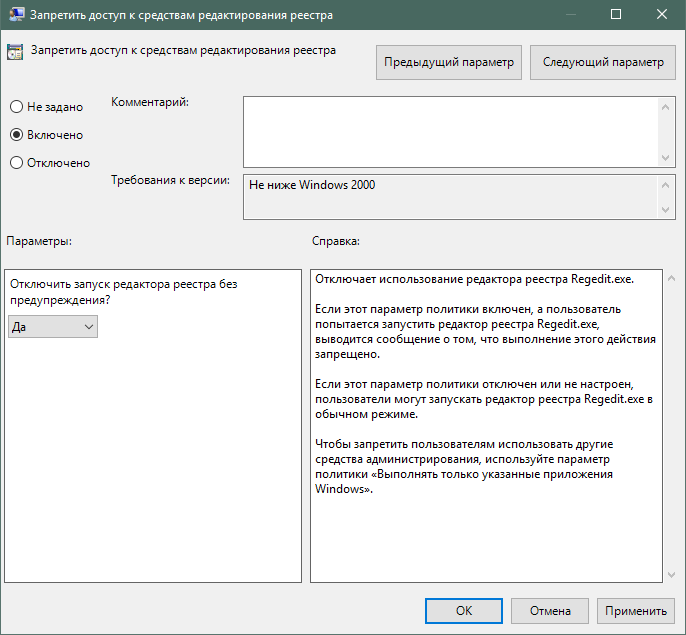 Запретить доступ к средствам редактирования реестра
Запретить доступ к средствам редактирования реестра
Предыдущий параметр
Следующий параметр
Не задано
Включено
Отключено
Комментарий:
Требования к версии:
Не ниже Windows 2000
Параметры:
Справка:
Отключить запуск редактора реестра без
предупреждения?
Да
Отключает использование редактора реестра Regedit.exe.
Если этот параметр политики включен, а пользователь
попытается запустить редактор реестра Regedit.exe,
выводится сообщение о том, что выполнение этого действия
запрещено.
Если этот параметр политики отключен или не настроен,
пользователи могут запускать редактор реестра Regedit.exe в
обычном режиме.
Чтобы запретить пользователям использовать другие
средства администрирования, используйте параметр
политики «Выполнять только указанные приложения
Windows».
ОК
Отмена
Применить